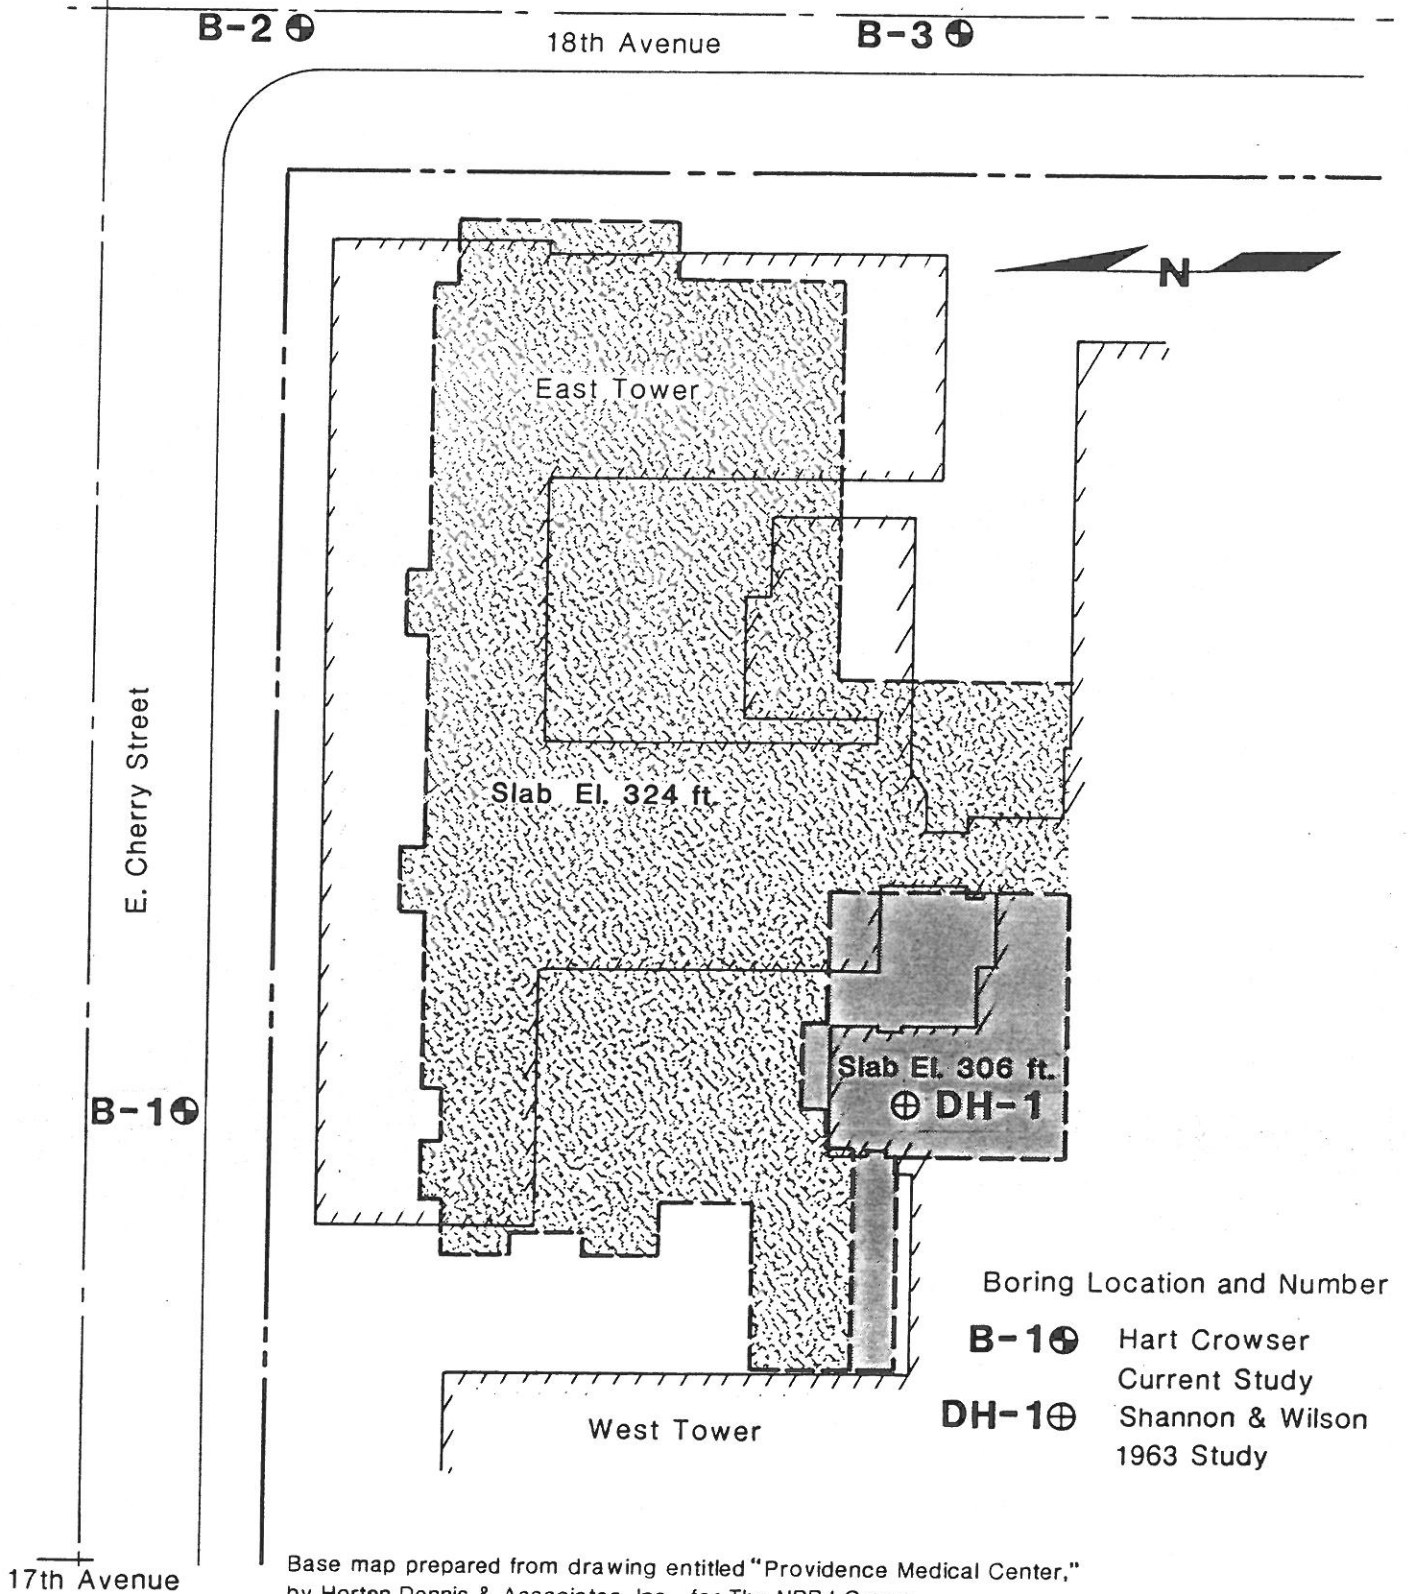 B-2
18th Avenue
B-3
N
East Tower
E. Cherry Street
Slab El. 324 ft.
Slab El. 306 ft.
DH-1
B-1
Boring Location and Number
B-1 Hart Crowser
Current Study
DH-1 Shannon & Wilson
1963 Study
West Tower
17th Avenue
Base map prepared from drawing entitled "Providence Medical Center,"